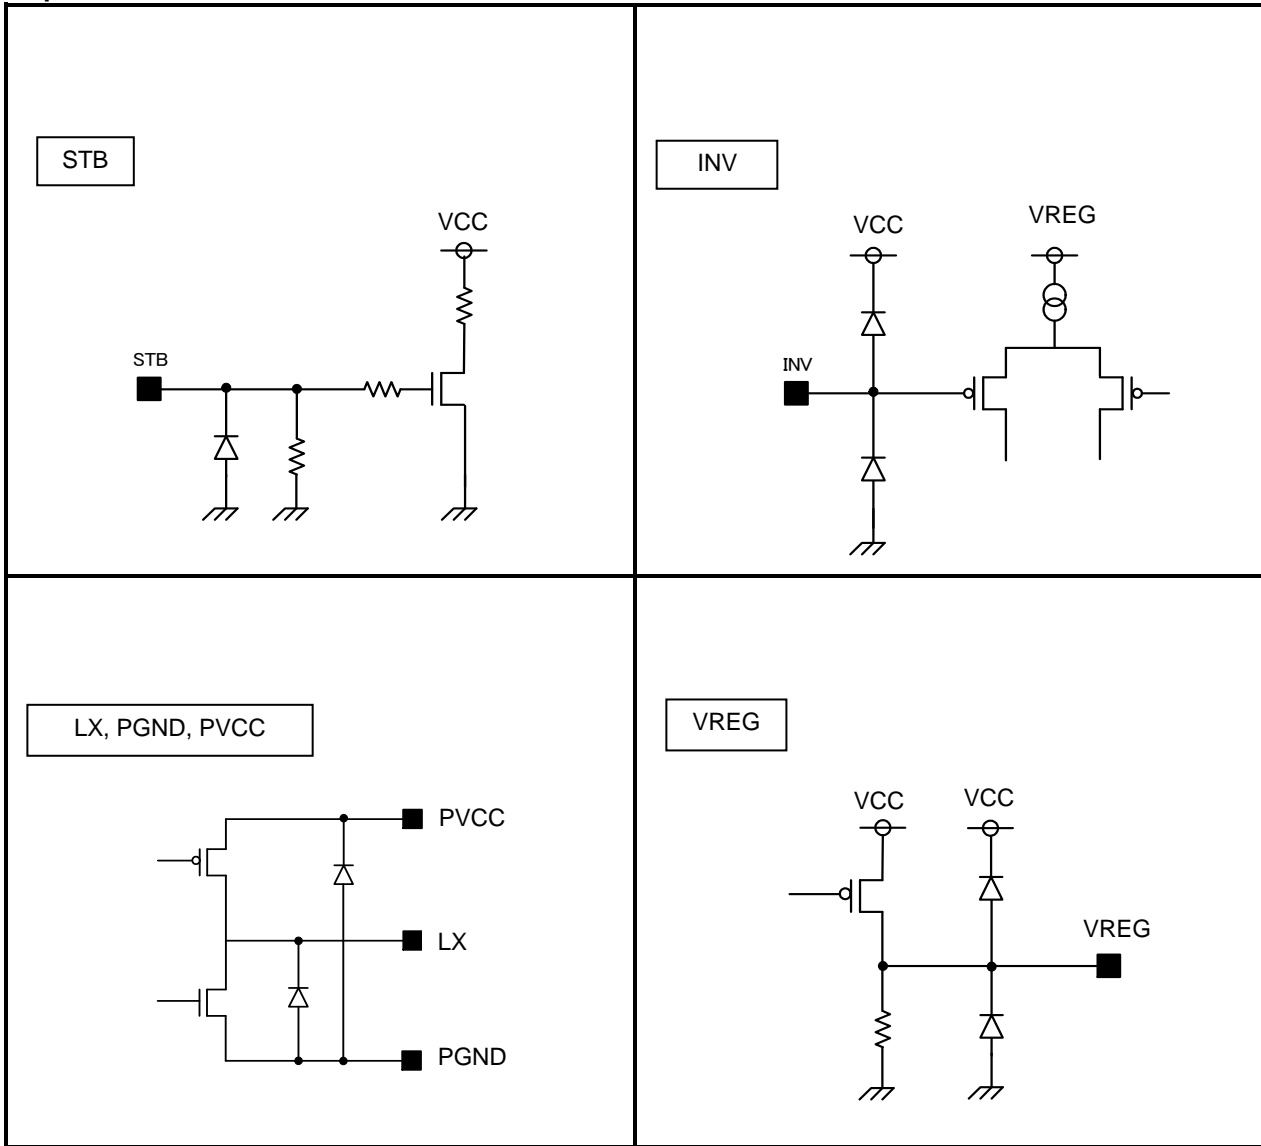 STB
VCC
STB
INV
VCC
VREG
INV
LX, PGND, PVCC
PVCC
LX
PGND
VREG
VCC
VCC
VREG